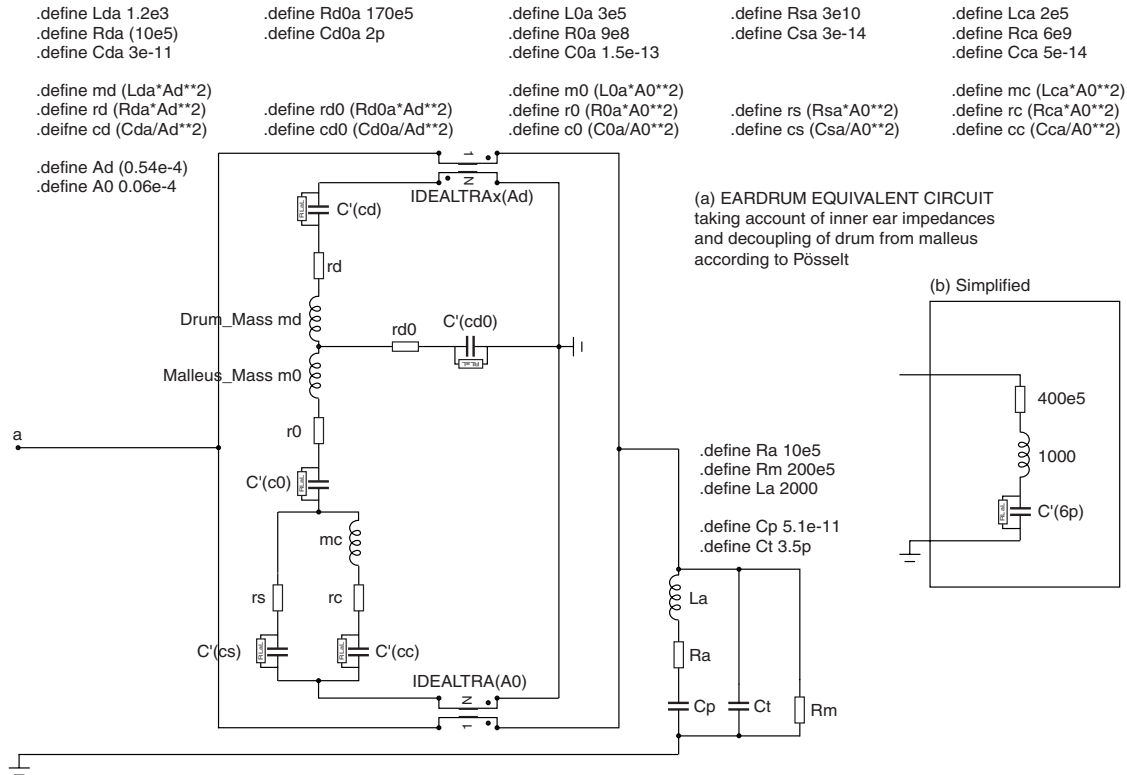 .define Lda 1.2e3
.define Rda (10e5)
.define Cda 3e-11
.define md (Lda*Ad**2)
.define rd (Rda*Ad**2)
.deifne cd (Cda/Ad**2)
.define Ad (0.54e-4)
.define A0 0.06e-4
.define Rd0a 170e5
.define Cd0a 2p
.define rd0 (Rd0a*Ad**2)
.define cd0 (Cd0a/Ad**2)
.define L0a 3e5
.define R0a 9e8
.define C0a 1.5e-13
.define m0 (L0a*A0**2)
.define r0 (R0a*A0**2)
.define c0 (C0a/A0**2)
.define Rsa 3e10
.define Csa 3e-14
.define rs (Rsa*A0**2)
.define cs (Csa/A0**2)
.define Lca 2e5
.define Rca 6e9
.define Cca 5e-14
.define mc (Lca*A0**2)
.define rc (Rca*A0**2)
.define cc (Cca/A0**2)
1
N
IDEALTRAx(Ad)
(a) EARDRUM EQUIVALENT CIRCUIT
taking account of inner ear impedances
and decoupling of drum from malleus
according to Pösselt
RLaL
C'(cd)
rd
Drum_Mass md
rd0
C'(cd0)
RLaL
Malleus_Mass m0
r0
a
RLaL
C'(c0)
mc
rs
rc
C'(cs)
RLaL
RLaL
C'(cc)
IDEALTRA(A0)
N
1
(b) Simplified
400e5
1000
RLaL
C'(6p)
.define Ra 10e5
.define Rm 200e5
.define La 2000
.define Cp 5.1e-11
.define Ct 3.5p
La
Ra
Cp
Ct
Rm